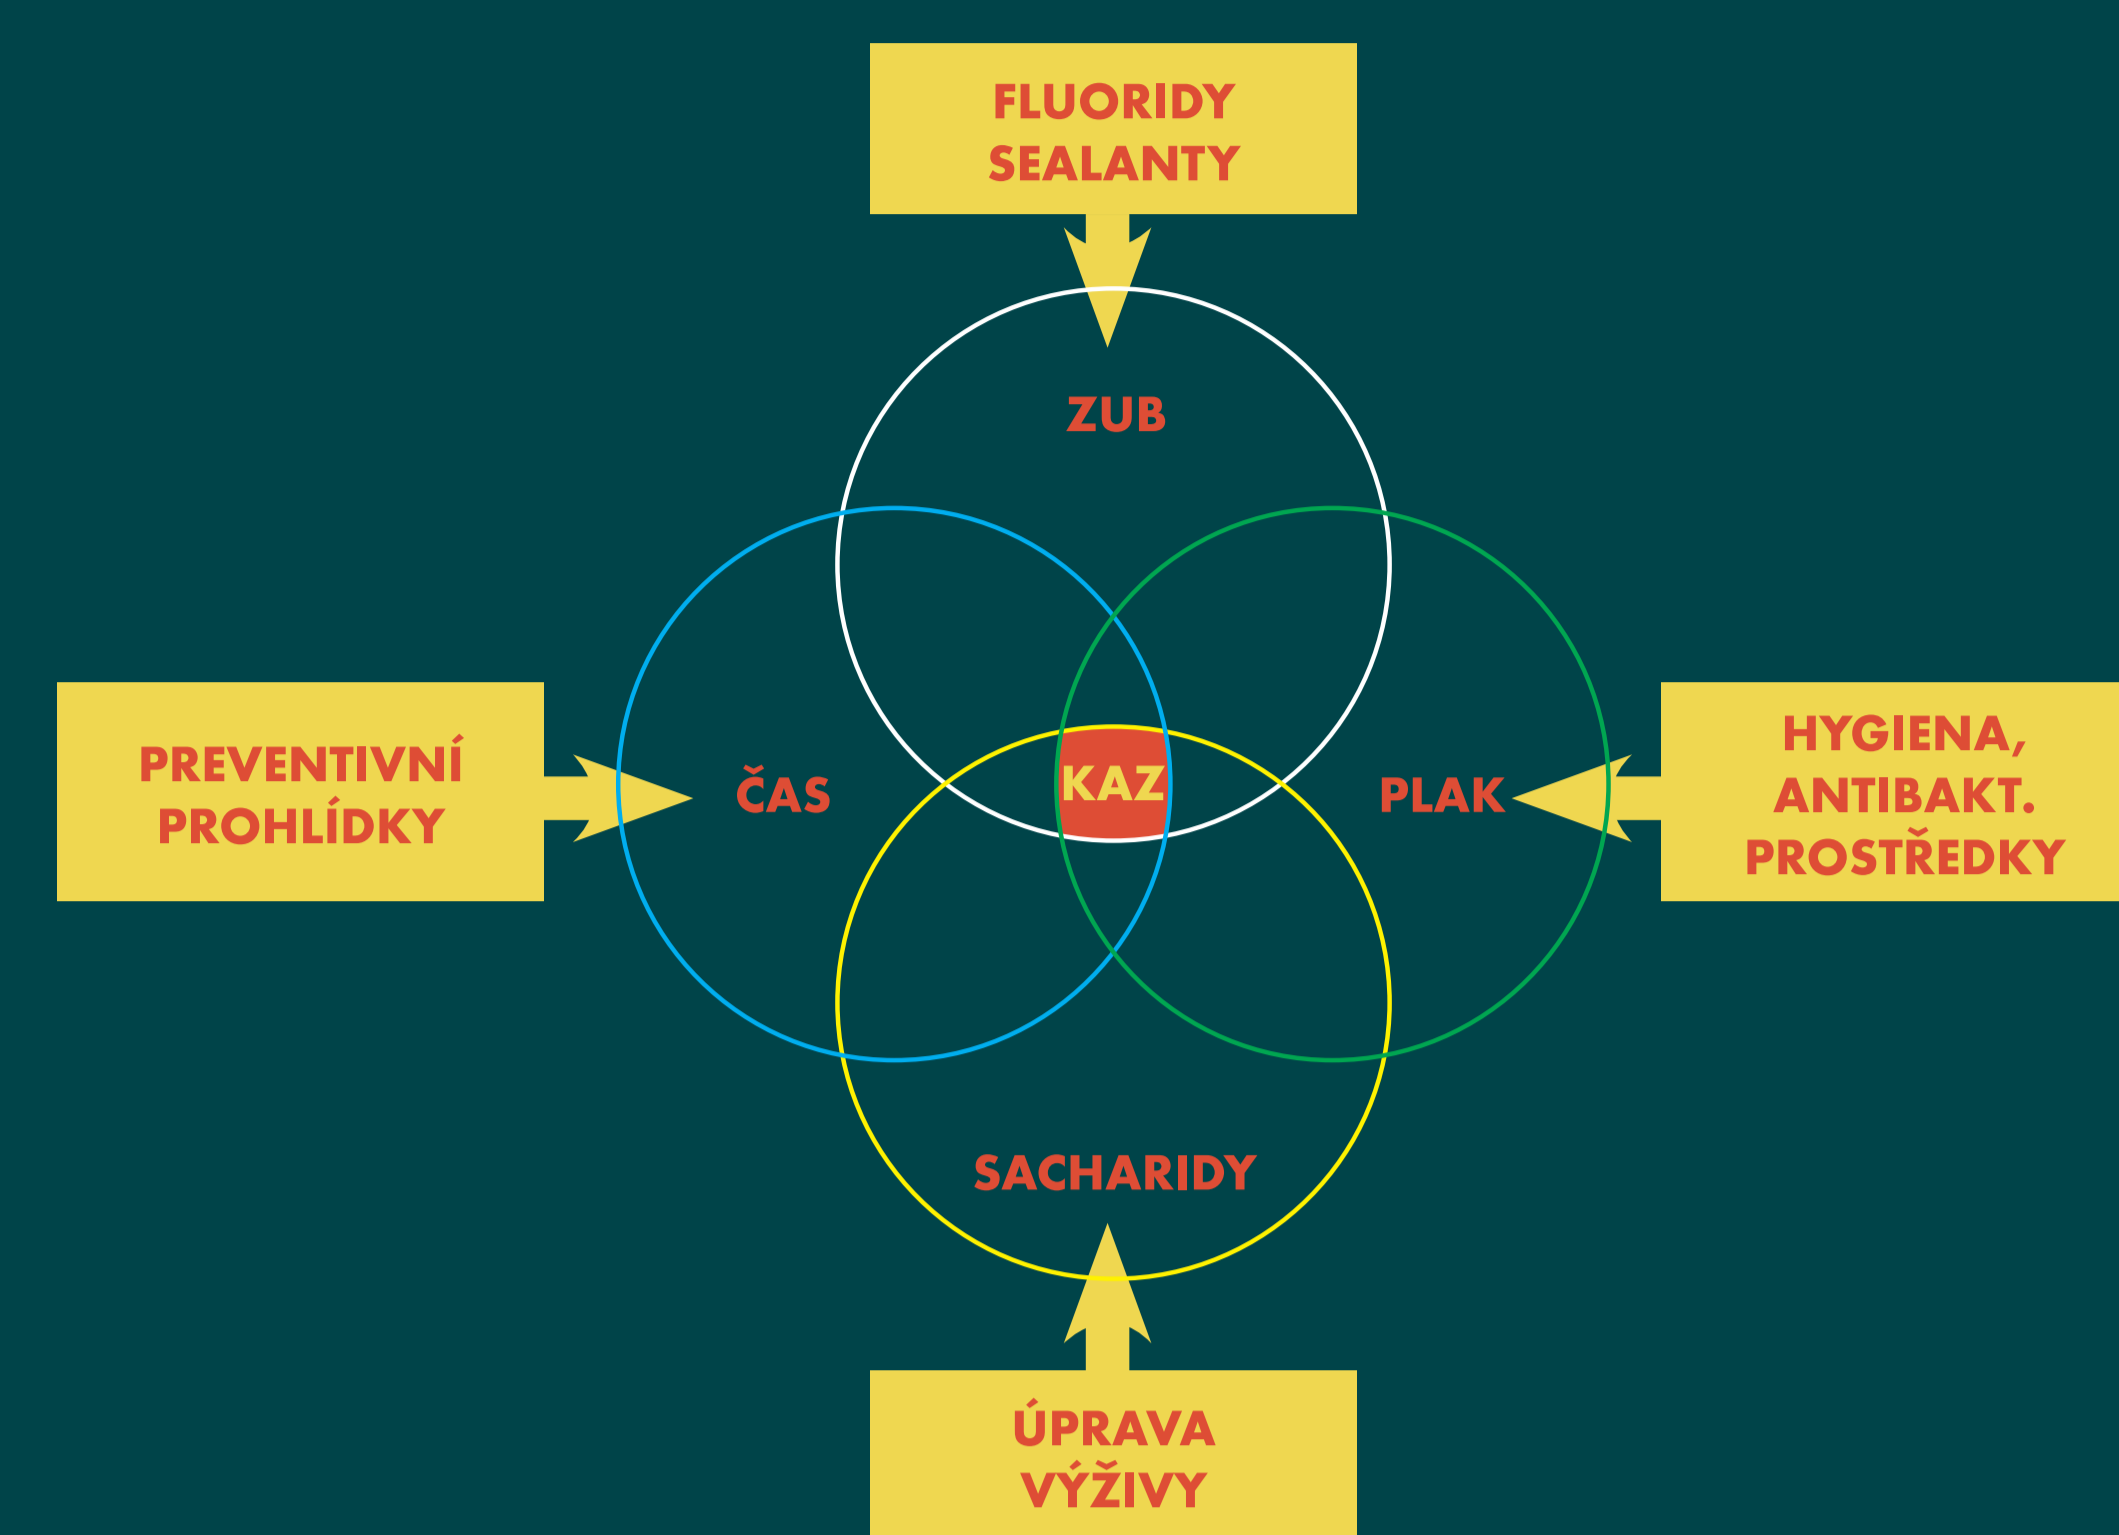 FLUORIDY
SEALANTY
ZUB
PREVENTIVNÍ
PROHLÍDKY
ČAS
KAZ
PLAK
HYGIENA,
ANTIBAKT.
PROSTŘEDKY
SACHARIDY
ÚPRAVA
VÝŽIVY